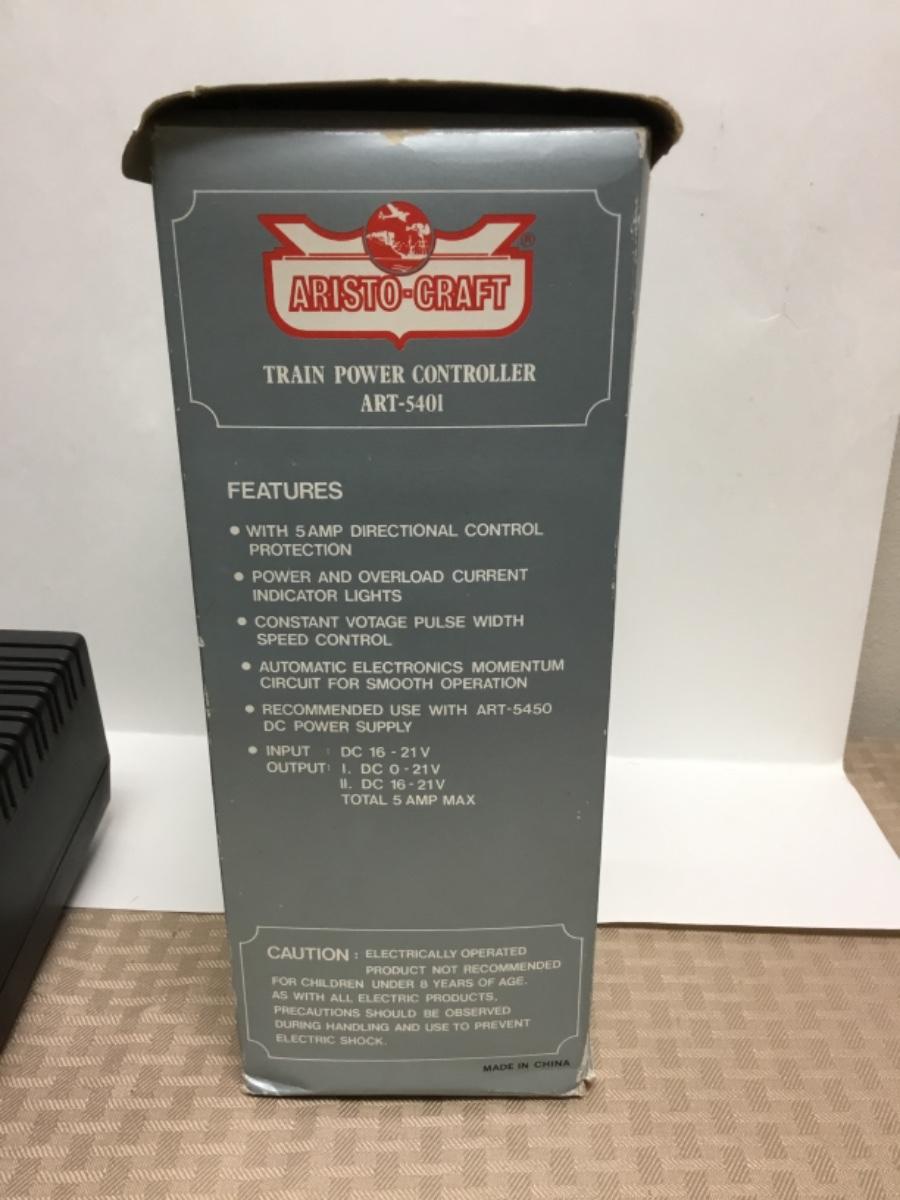 ARISTO-CRAFT ®
TRAIN POWER CONTROLLER
ART-5401
FEATURES
• WITH 5 AMP DIRECTIONAL CONTROL
PROTECTION
• POWER AND OVERLOAD CURRENT
INDICATOR LIGHTS
• CONSTANT VOTAGE PULSE WIDTH
SPEED CONTROL
• AUTOMATIC ELECTRONICS MOMENTUM
CIRCUIT FOR SMOOTH OPERATION
• RECOMMENDED USE WITH ART-5450
DC POWER SUPPLY
• INPUT : DC 16 - 21 V
OUTPUT: I. DC 0 - 21 V
II. DC 16 - 21 V
TOTAL 5 AMP MAX
CAUTION : ELECTRICALLY OPERATED
PRODUCT NOT RECOMMENDED
FOR CHILDREN UNDER 8 YEARS OF AGE.
AS WITH ALL ELECTRIC PRODUCTS,
PRECAUTIONS SHOULD BE OBSERVED
DURING HANDLING AND USE TO PREVENT
ELECTRIC SHOCK.
MADE IN CHINA